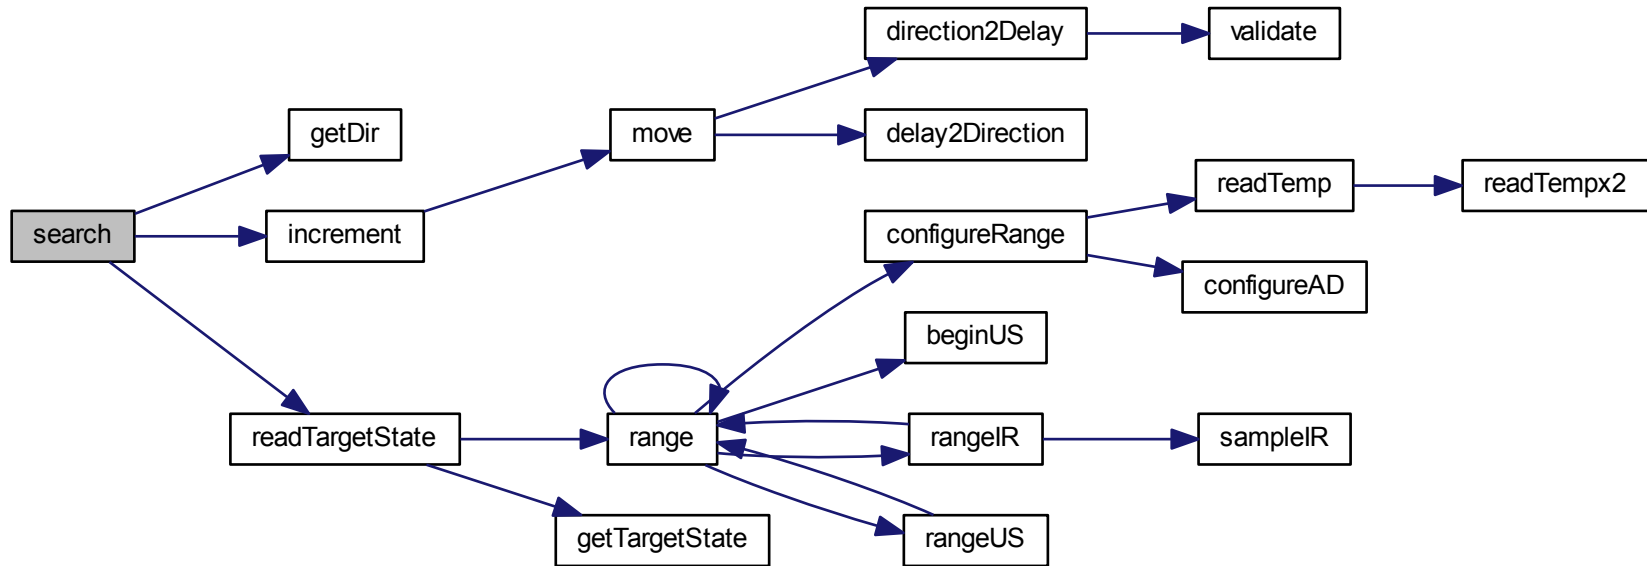 direction2Delay
validate
getDir
move
delay2Direction
readTemp
readTempx2
search
increment
configureRange
configureAD
beginUS
readTargetState
range
rangeIR
sampleIR
getTargetState
rangeUS